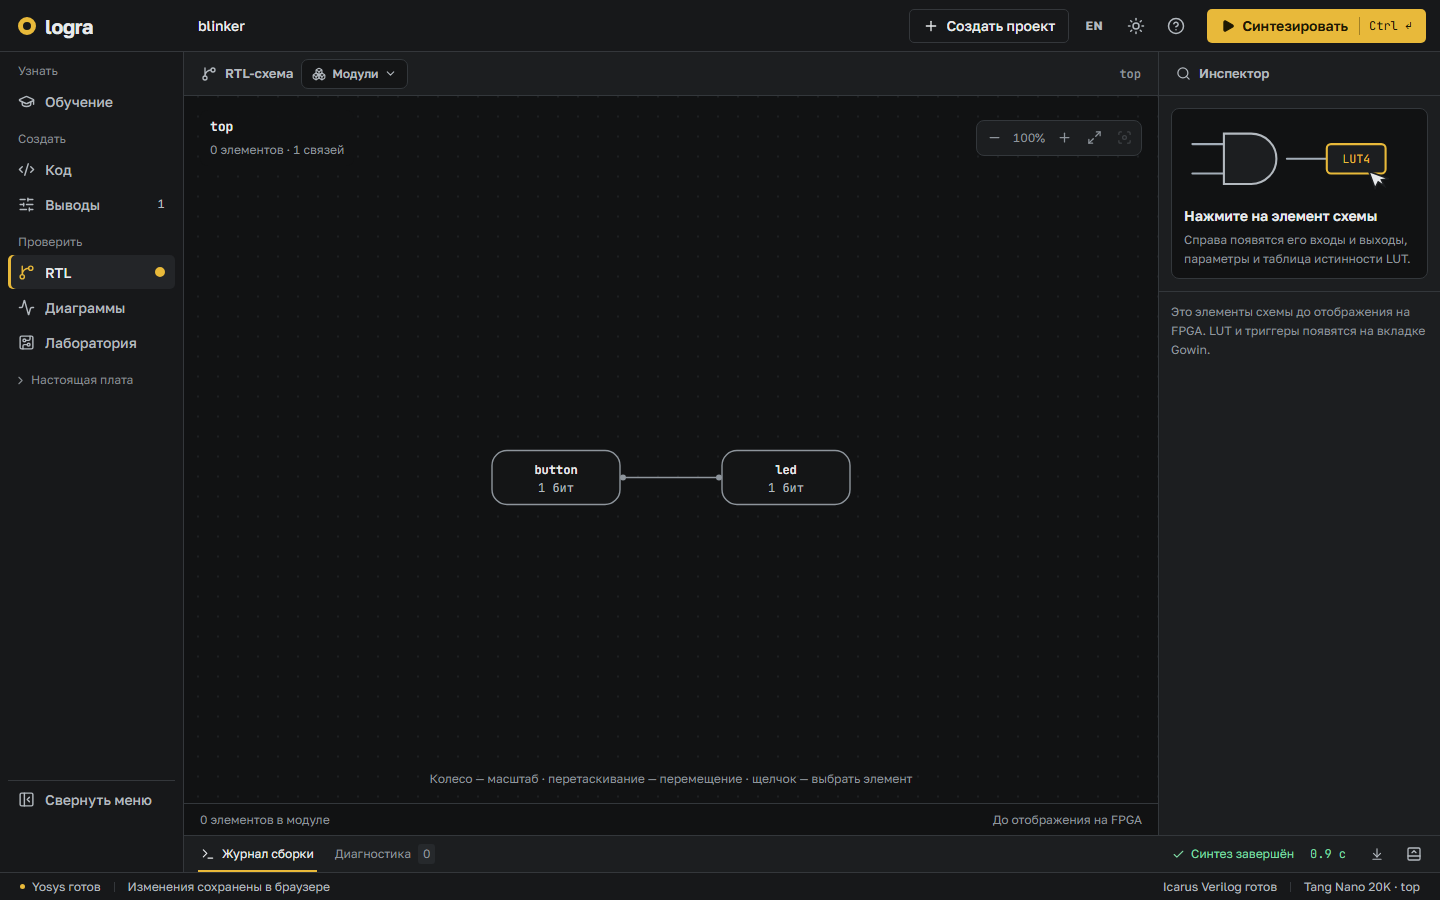 logra
blinker
Создать проект
EN
Синтезировать
Ctrl ↵
Узнать
Обучение
Создать
Код
Выводы
1
Проверить
RTL
Диаграммы
Лаборатория
Настоящая плата
Свернуть меню
RTL-схема
Модули
top
top
0 элементов · 1 связей
100%
button
1 бит
led
1 бит
Колесо — масштаб · перетаскивание — перемещение · щелчок — выбрать элемент
0 элементов в модуле
До отображения на FPGA
Инспектор
LUT4
Нажмите на элемент схемы
Справа появятся его входы и выходы,
параметры и таблица истинности LUT.
Это элементы схемы до отображения на
FPGA. LUT и триггеры появятся на вкладке
Gowin.
Журнал сборки
Диагностика
0
Синтез завершён
0.9 с
Yosys готов
Изменения сохранены в браузере
Icarus Verilog готов
Tang Nano 20K · top